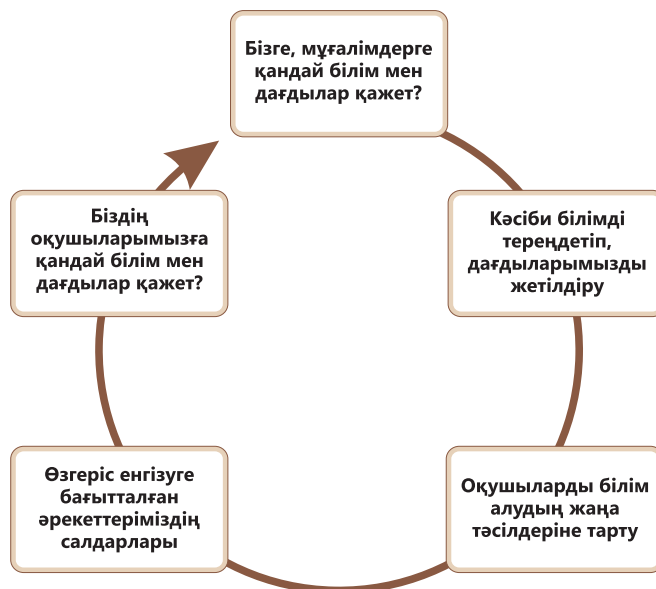 Бізге, мұғалімдерге
қандай білім мен
дағдылар қажет?
Біздің
оқушыларымызға
қандай білім мен
дағдылар қажет?
Кәсіби білімді
тереңдетіп,
дағдыларымызды
жетілдіру
Өзгеріс енгізуге
бағытталған
әрекеттеріміздің
салдарлары
Оқушыларды білім
алудың жаңа
тәсілдеріне тарту